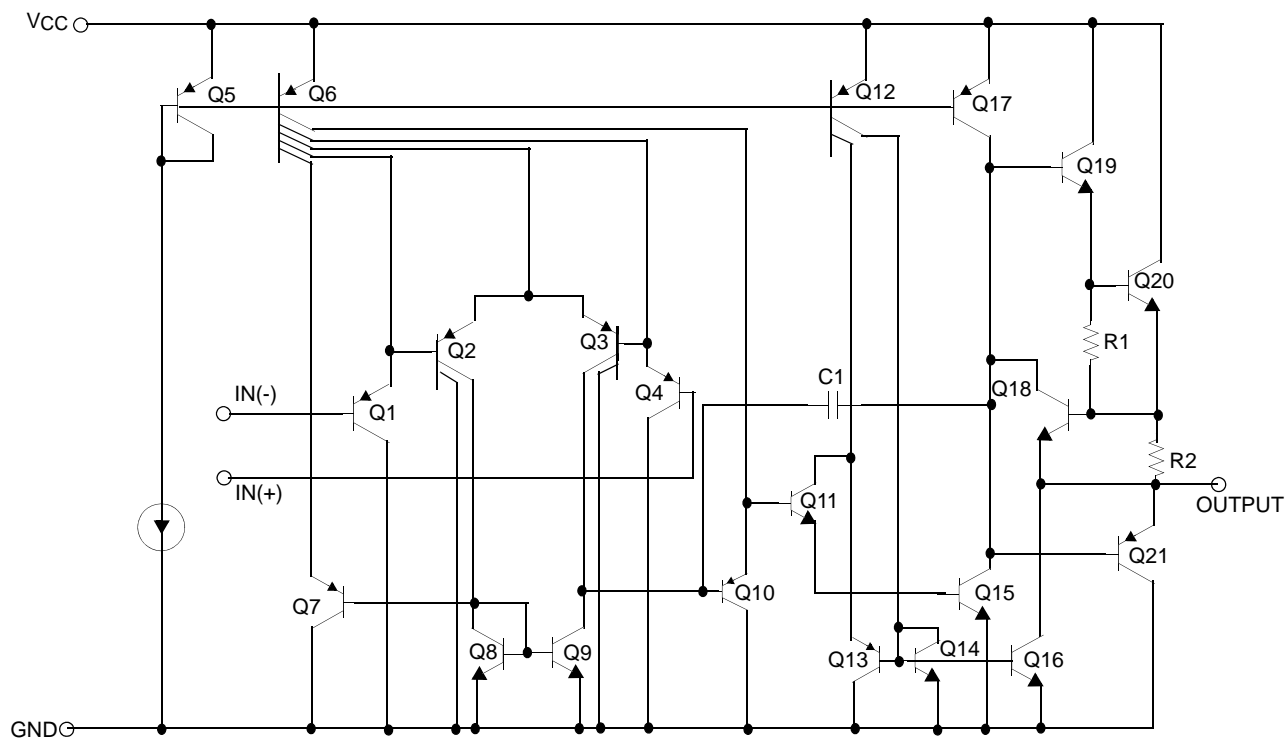 VCC
Q5
Q6
Q12
Q17
Q19
Q20
Q2
Q3
R1
C1
Q18
IN(-)
Q1
Q4
R2
IN(+)
Q11
OUTPUT
Q21
Q7
Q10
Q15
Q8
Q9
Q13
Q14
Q16
GND